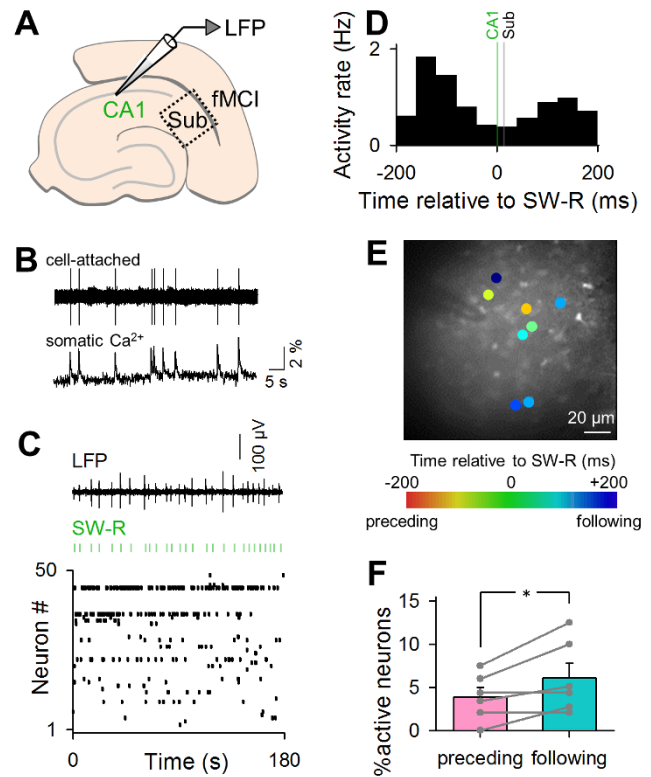 A
LFP
CA1
Sub
fMCI
B
cell-attached
somatic Ca²⁺
2 %
5 s
C
LFP
100 µV
SW-R
50
Neuron #
1
0
180
Time (s)
D
CA1
Sub
Activity rate (Hz)
2
0
-200
0
200
Time relative to SW-R (ms)
E
20 µm
Time relative to SW-R (ms)
-200
0
+200
preceding
following
F
*
%active neurons
15
10
5
0
preceding
following